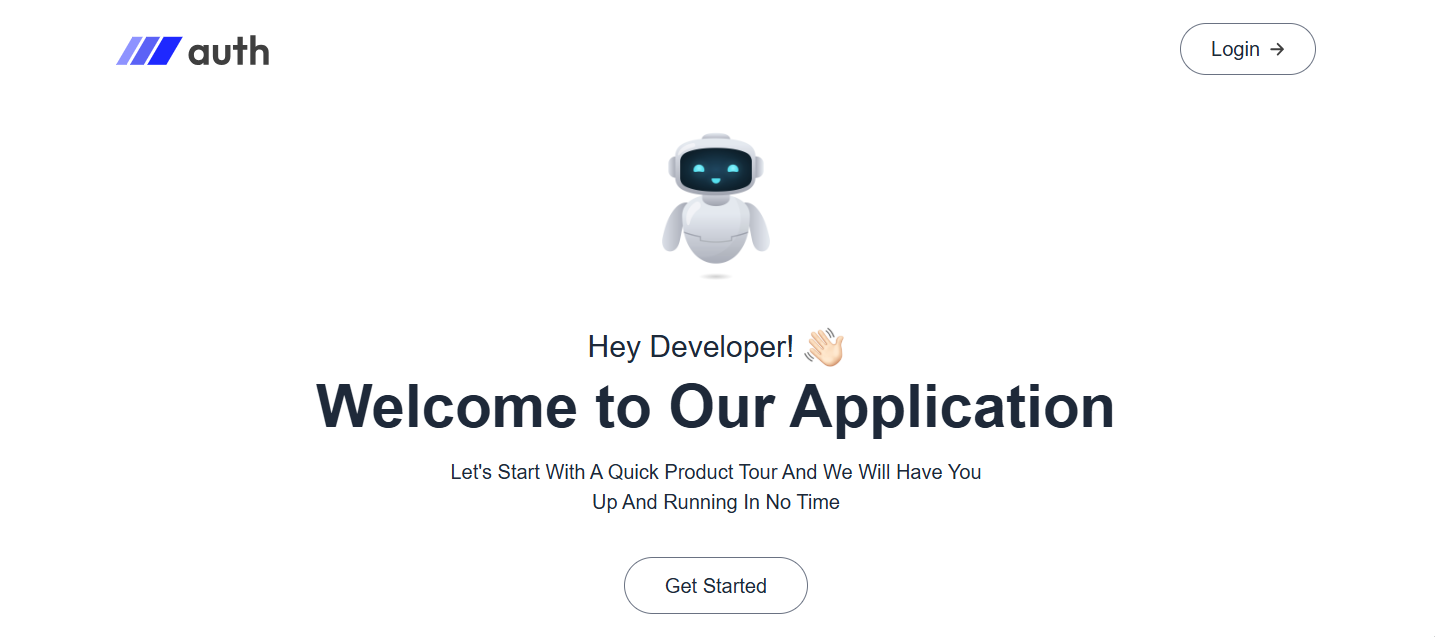 auth
Login →
Hey Developer! 👋🏻
Welcome to Our Application
Let's Start With A Quick Product Tour And We Will Have You
Up And Running In No Time
Get Started